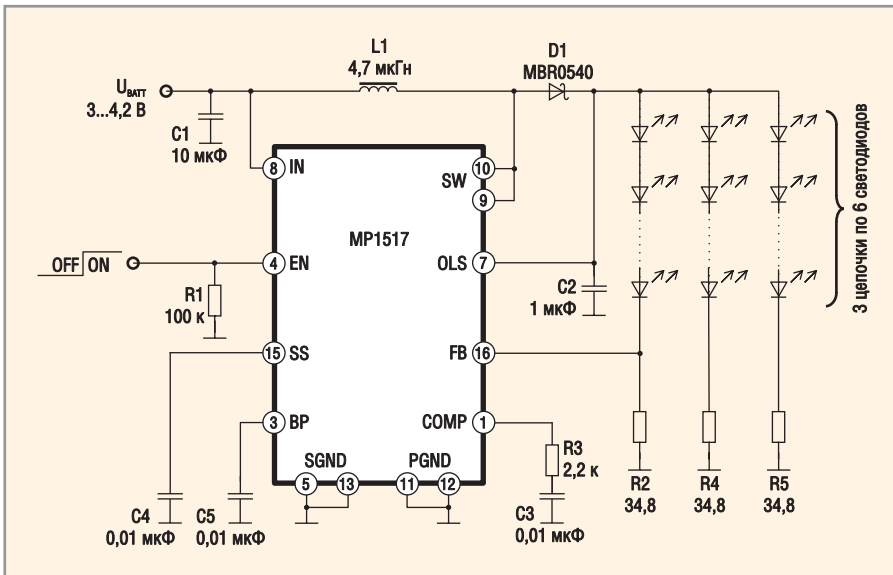 L1
4,7 мкГн
D1
MBR0540
UBATT
3...4,2 В
C1
10 мкФ
8
IN
SW
10
9
MP1517
OFF
ON
4
EN
OLS
7
R1
100 к
C2
1 мкФ
15
SS
FB
16
3
BP
COMP
1
SGND
PGND
5
13
11
12
R3
2,2 к
C4
0,01 мкФ
C5
0,01 мкФ
C3
0,01 мкФ
R2
34,8
R4
34,8
R5
34,8
3 цепочки по 6 светодиодов